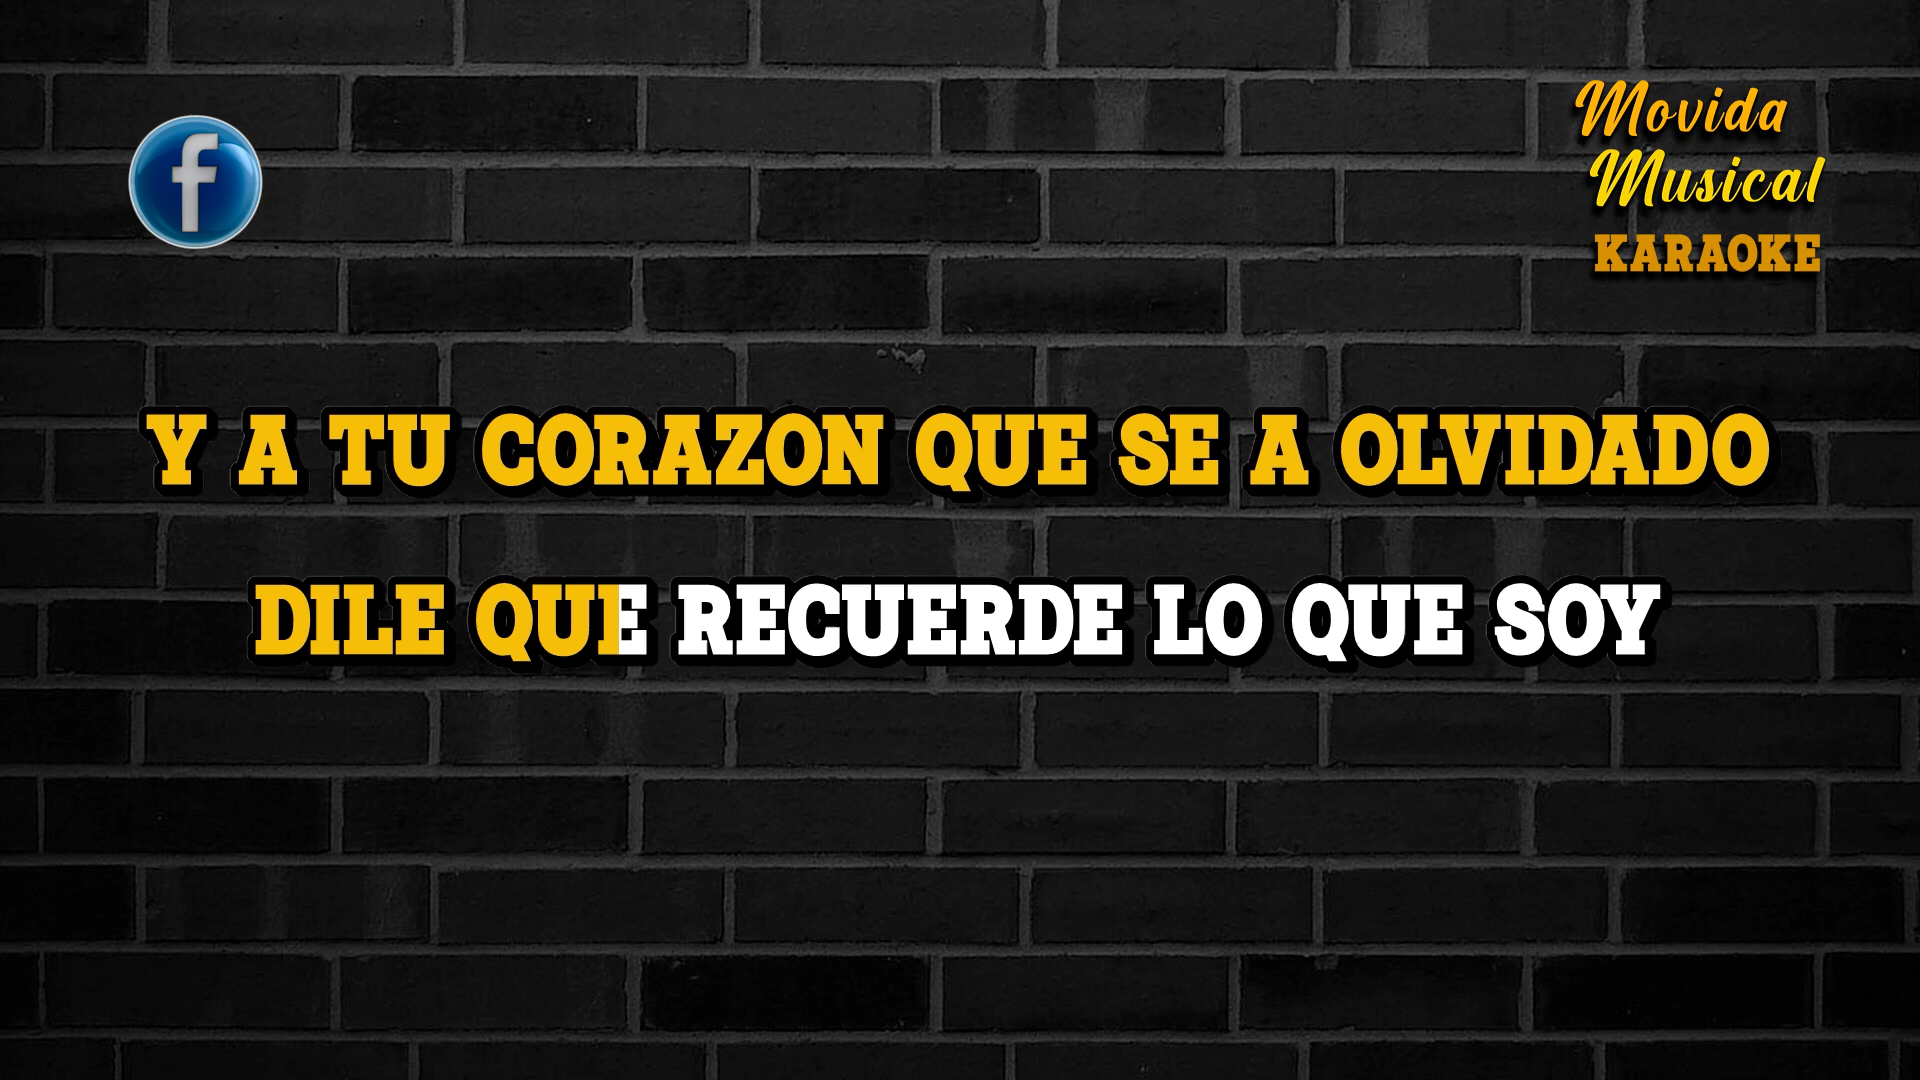 Movida
Musical
KARAOKE
Y A TU CORAZON QUE SE A OLVIDADO
DILE QUE RECUERDE LO QUE SOY